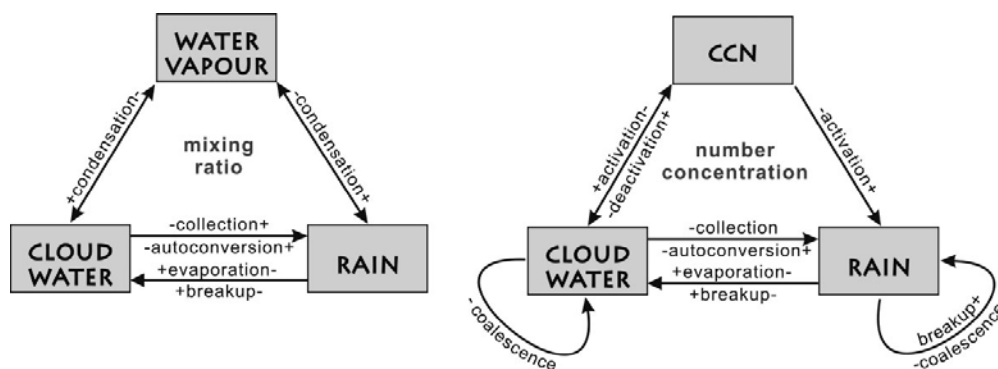 WATER
VAPOUR
+condensation-
-condensation+
mixing
ratio
-collection+
-autoconversion+
+evaporation-
+breakup-
CLOUD
WATER
RAIN
CCN
+activation-
-deactivation+
-activation+
number
concentration
-collection
-autoconversion+
+evaporation-
+breakup-
CLOUD
WATER
RAIN
-coalescence
breakup+
-coalescence